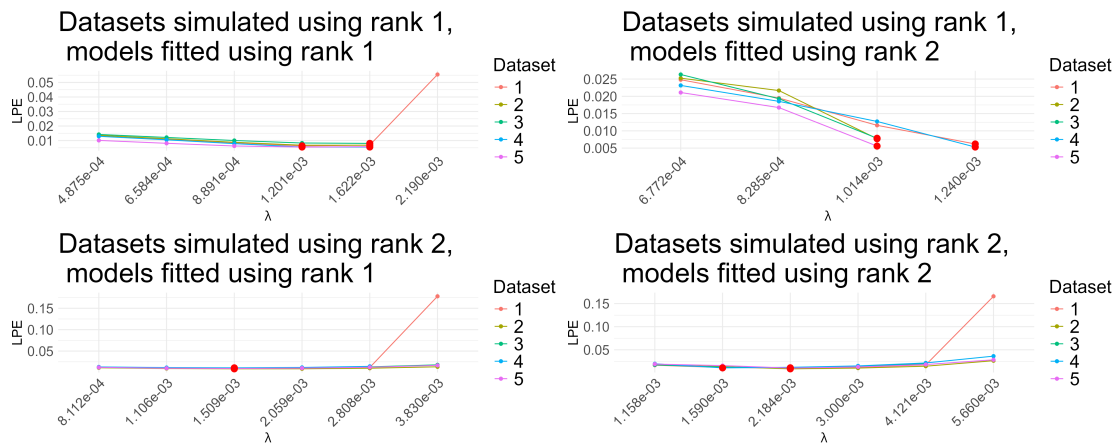 Datasets simulated using rank 1,
models fitted using rank 1
LPE
0.05
0.04
0.03
0.02
0.01
4.875e-04
6.584e-04
8.891e-04
1.201e-03
1.622e-03
2.190e-03
λ
Dataset
1
2
3
4
5
Datasets simulated using rank 1,
models fitted using rank 2
LPE
0.025
0.020
0.015
0.010
0.005
6.772e-04
8.285e-04
1.014e-03
1.240e-03
λ
Dataset
1
2
3
4
5
Datasets simulated using rank 2,
models fitted using rank 1
LPE
0.15
0.10
0.05
8.112e-04
1.106e-03
1.509e-03
2.059e-03
2.808e-03
3.830e-03
λ
Dataset
1
2
3
4
5
Datasets simulated using rank 2,
models fitted using rank 2
LPE
0.15
0.10
0.05
1.158e-03
1.590e-03
2.184e-03
3.000e-03
4.121e-03
5.660e-03
λ
Dataset
1
2
3
4
5